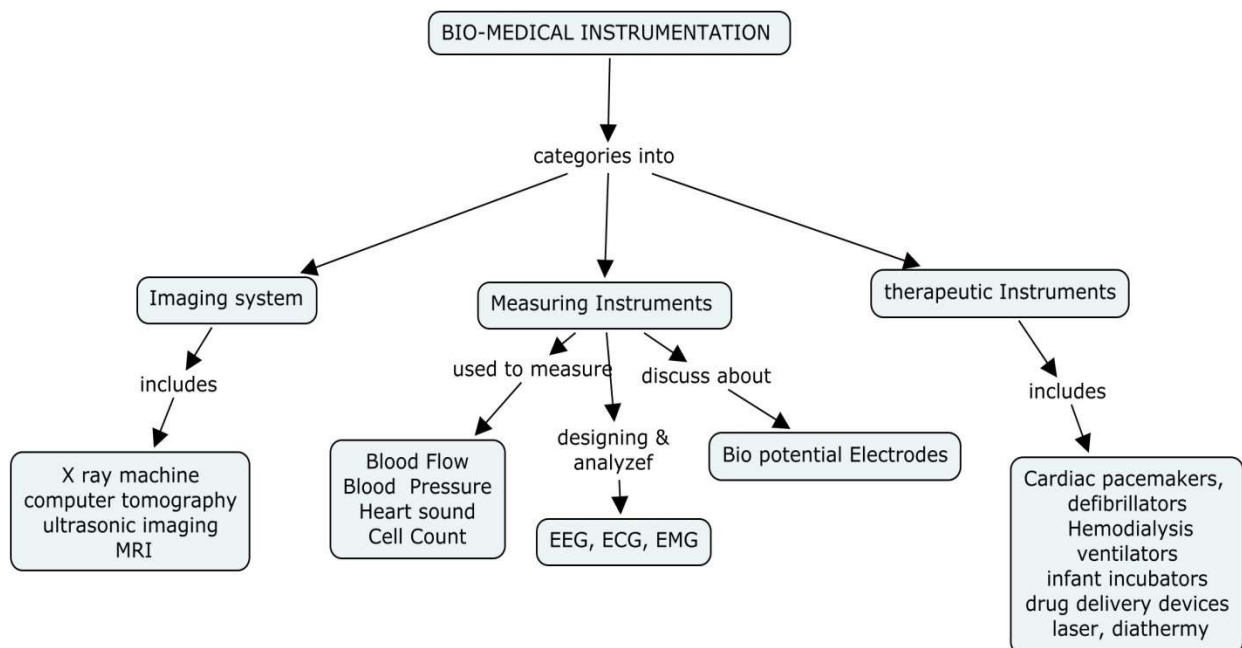 BIO-MEDICAL INSTRUMENTATION
categories into
Imaging system
Measuring Instruments
therapeutic Instruments
includes
used to measure
discuss about
includes
designing &
analyzef
X ray machine
computer tomography
ultrasonic imaging
MRI
Blood Flow
Blood Pressure
Heart sound
Cell Count
EEG, ECG, EMG
Bio potential Electrodes
Cardiac pacemakers,
defibrillators
Hemodialysis
ventilators
infant incubators
drug delivery devices
laser, diathermy